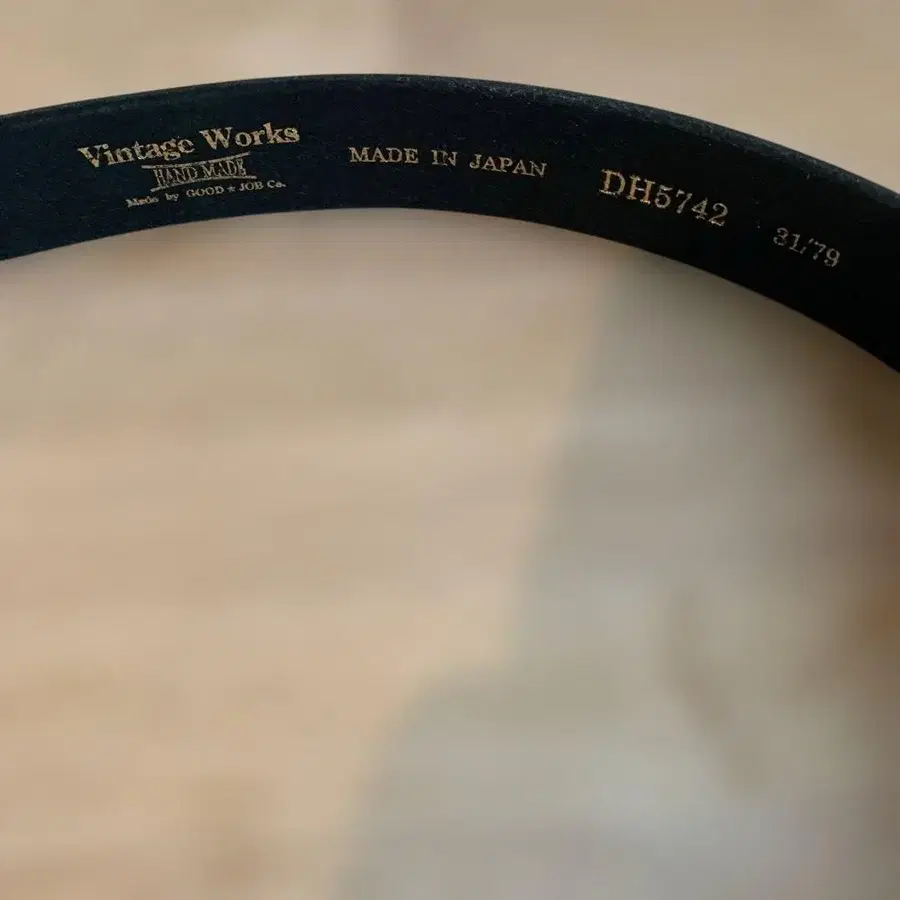 Vintage Works
HAND MADE
Made by GOOD★JOB Co.
MADE IN JAPAN
DH5742
31/79